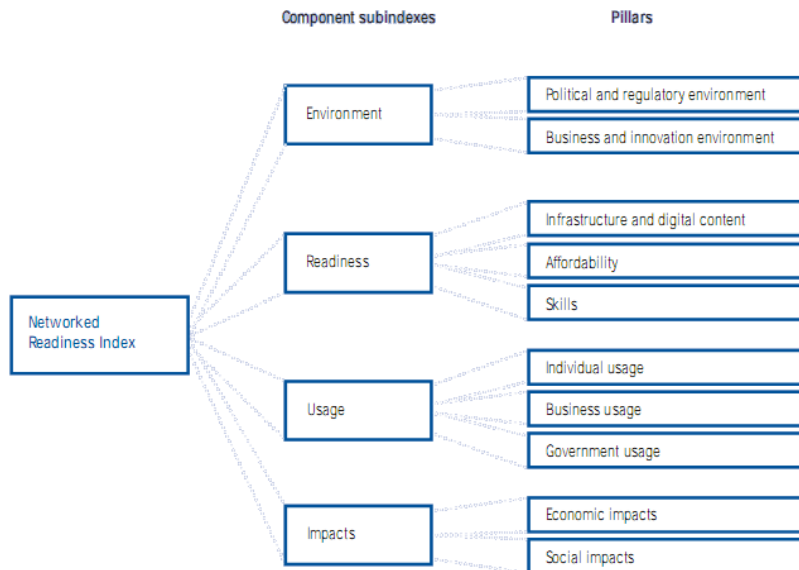 Component subindexes
Pillars
Environment
Political and regulatory environment
Business and innovation environment
Readiness
Infrastructure and digital content
Affordability
Skills
Networked
Readiness Index
Usage
Individual usage
Business usage
Government usage
Impacts
Economic impacts
Social impacts